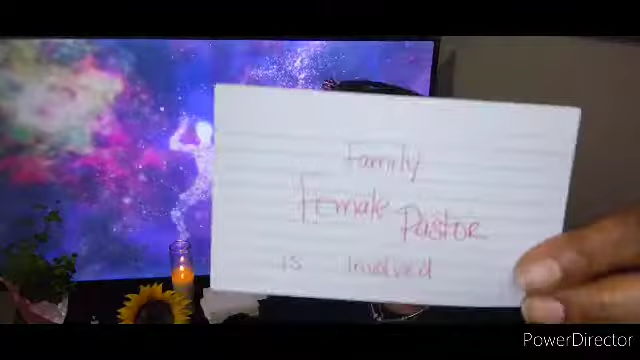 Family
Female Pastor
is involved
PowerDirector